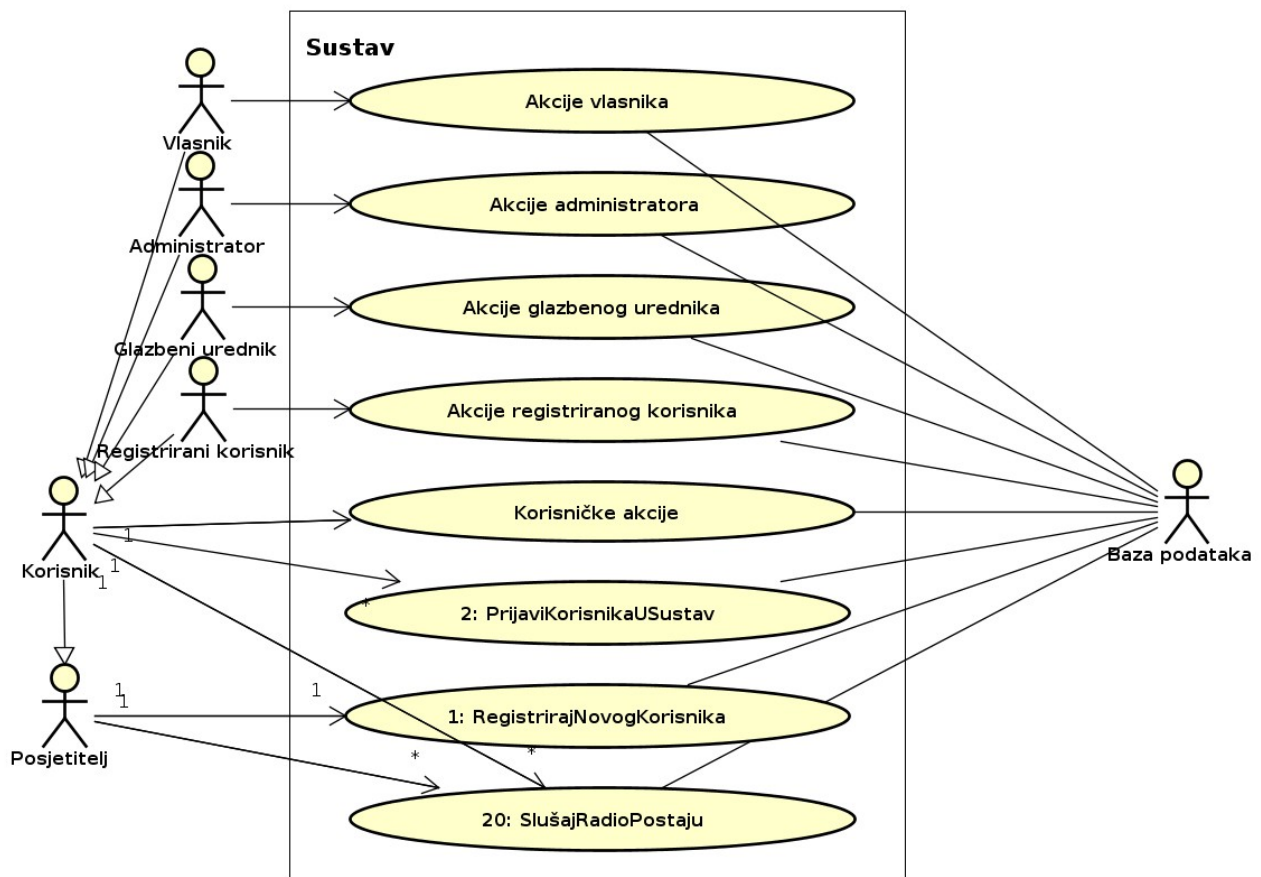 Sustav
Vlasnik
Akcije vlasnika
Administrator
Akcije administratora
Glazbeni urednik
Akcije glazbenog urednika
Registrirani korisnik
Akcije registriranog korisnika
Korisnik
Korisničke akcije
Baza podataka
1
1
1
*
2: PrijaviKorisnikaUSustav
1
1
1
1: RegistrirajNovogKorisnika
Posjetitelj
*
*
20: SlušajRadioPostaju